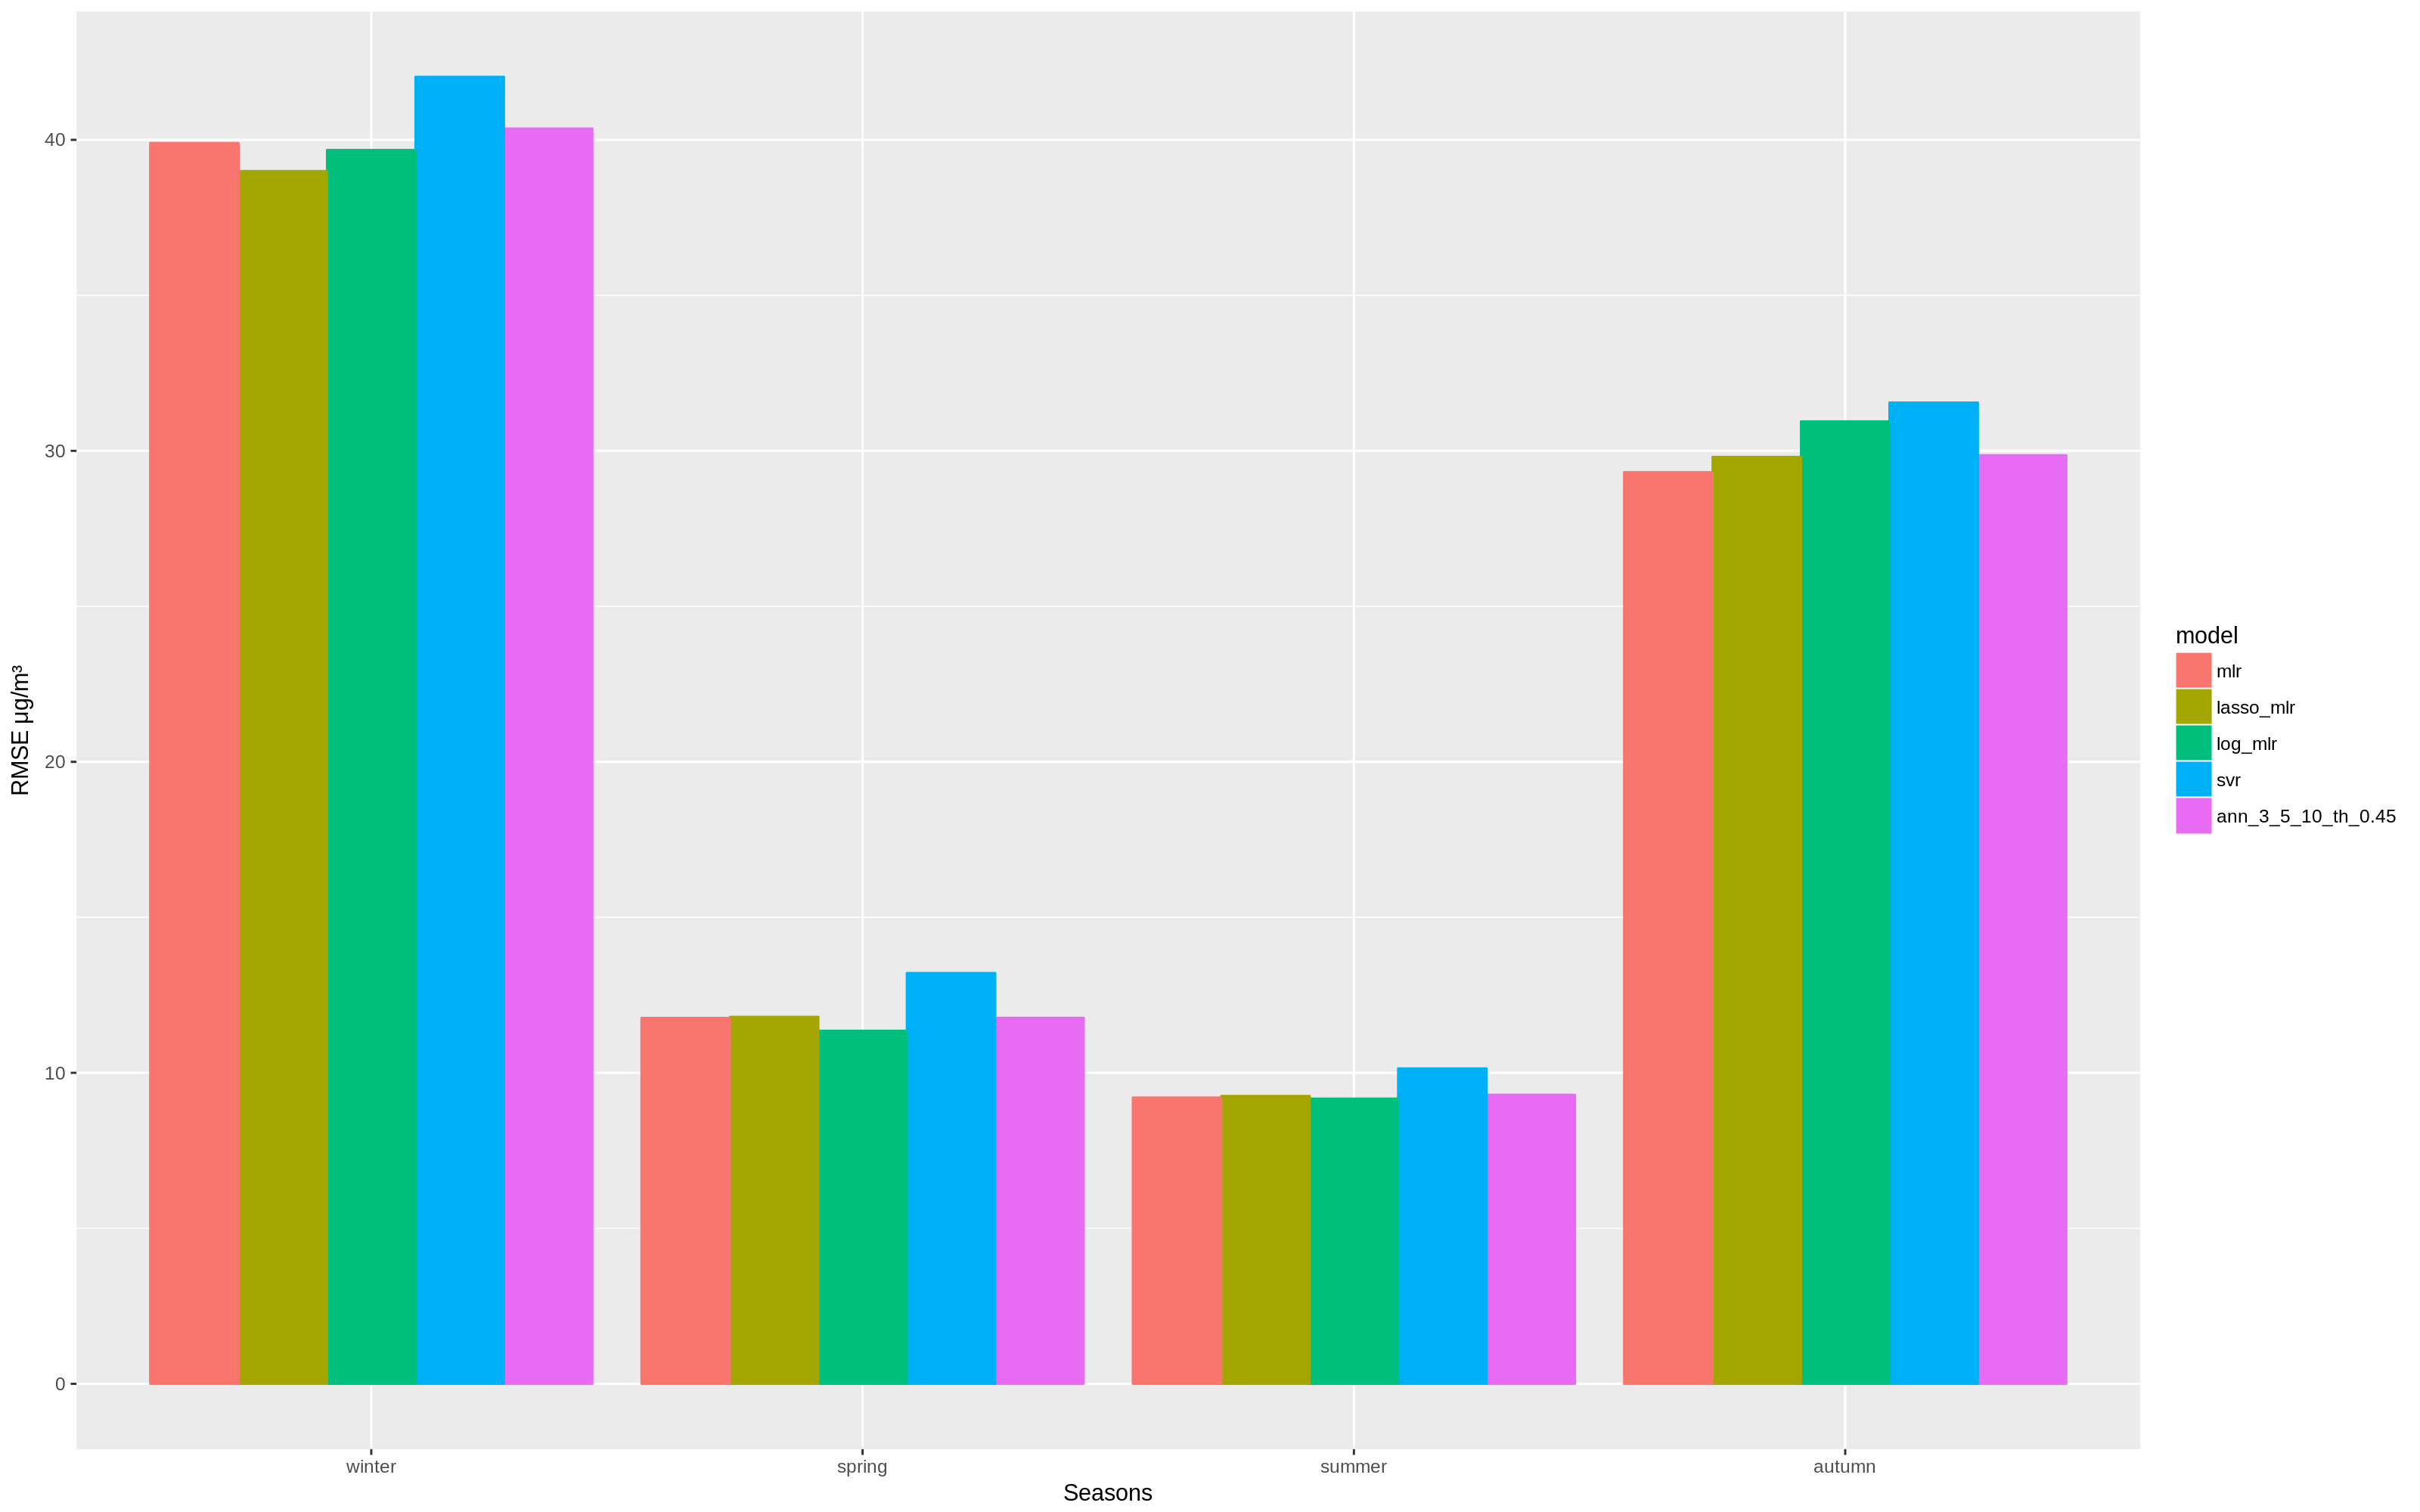 40
30
20
10
0
RMSE μg/m³
winter
spring
summer
autumn
Seasons
model
mlr
lasso_mlr
log_mlr
svr
ann_3_5_10_th_0.45